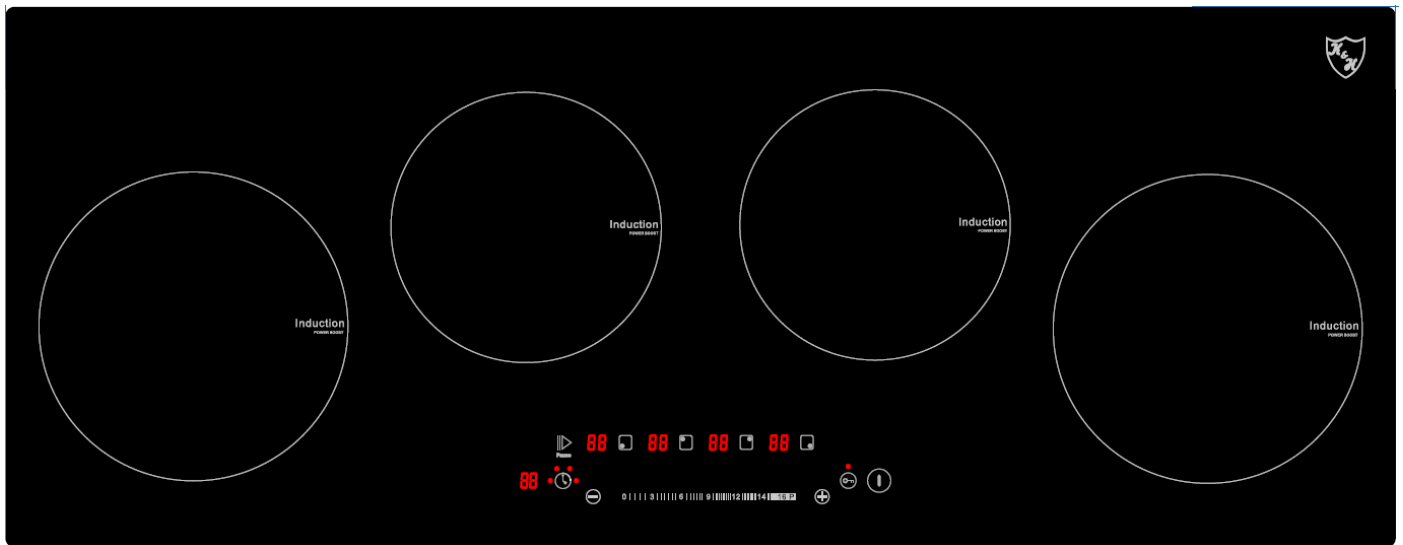 K&H
Induction
POWER BOOST
Induction
POWER BOOST
Induction
POWER BOOST
Induction
POWER BOOST
88 88 88 88
Pause
88
0 3 6 9 12 14 16 P